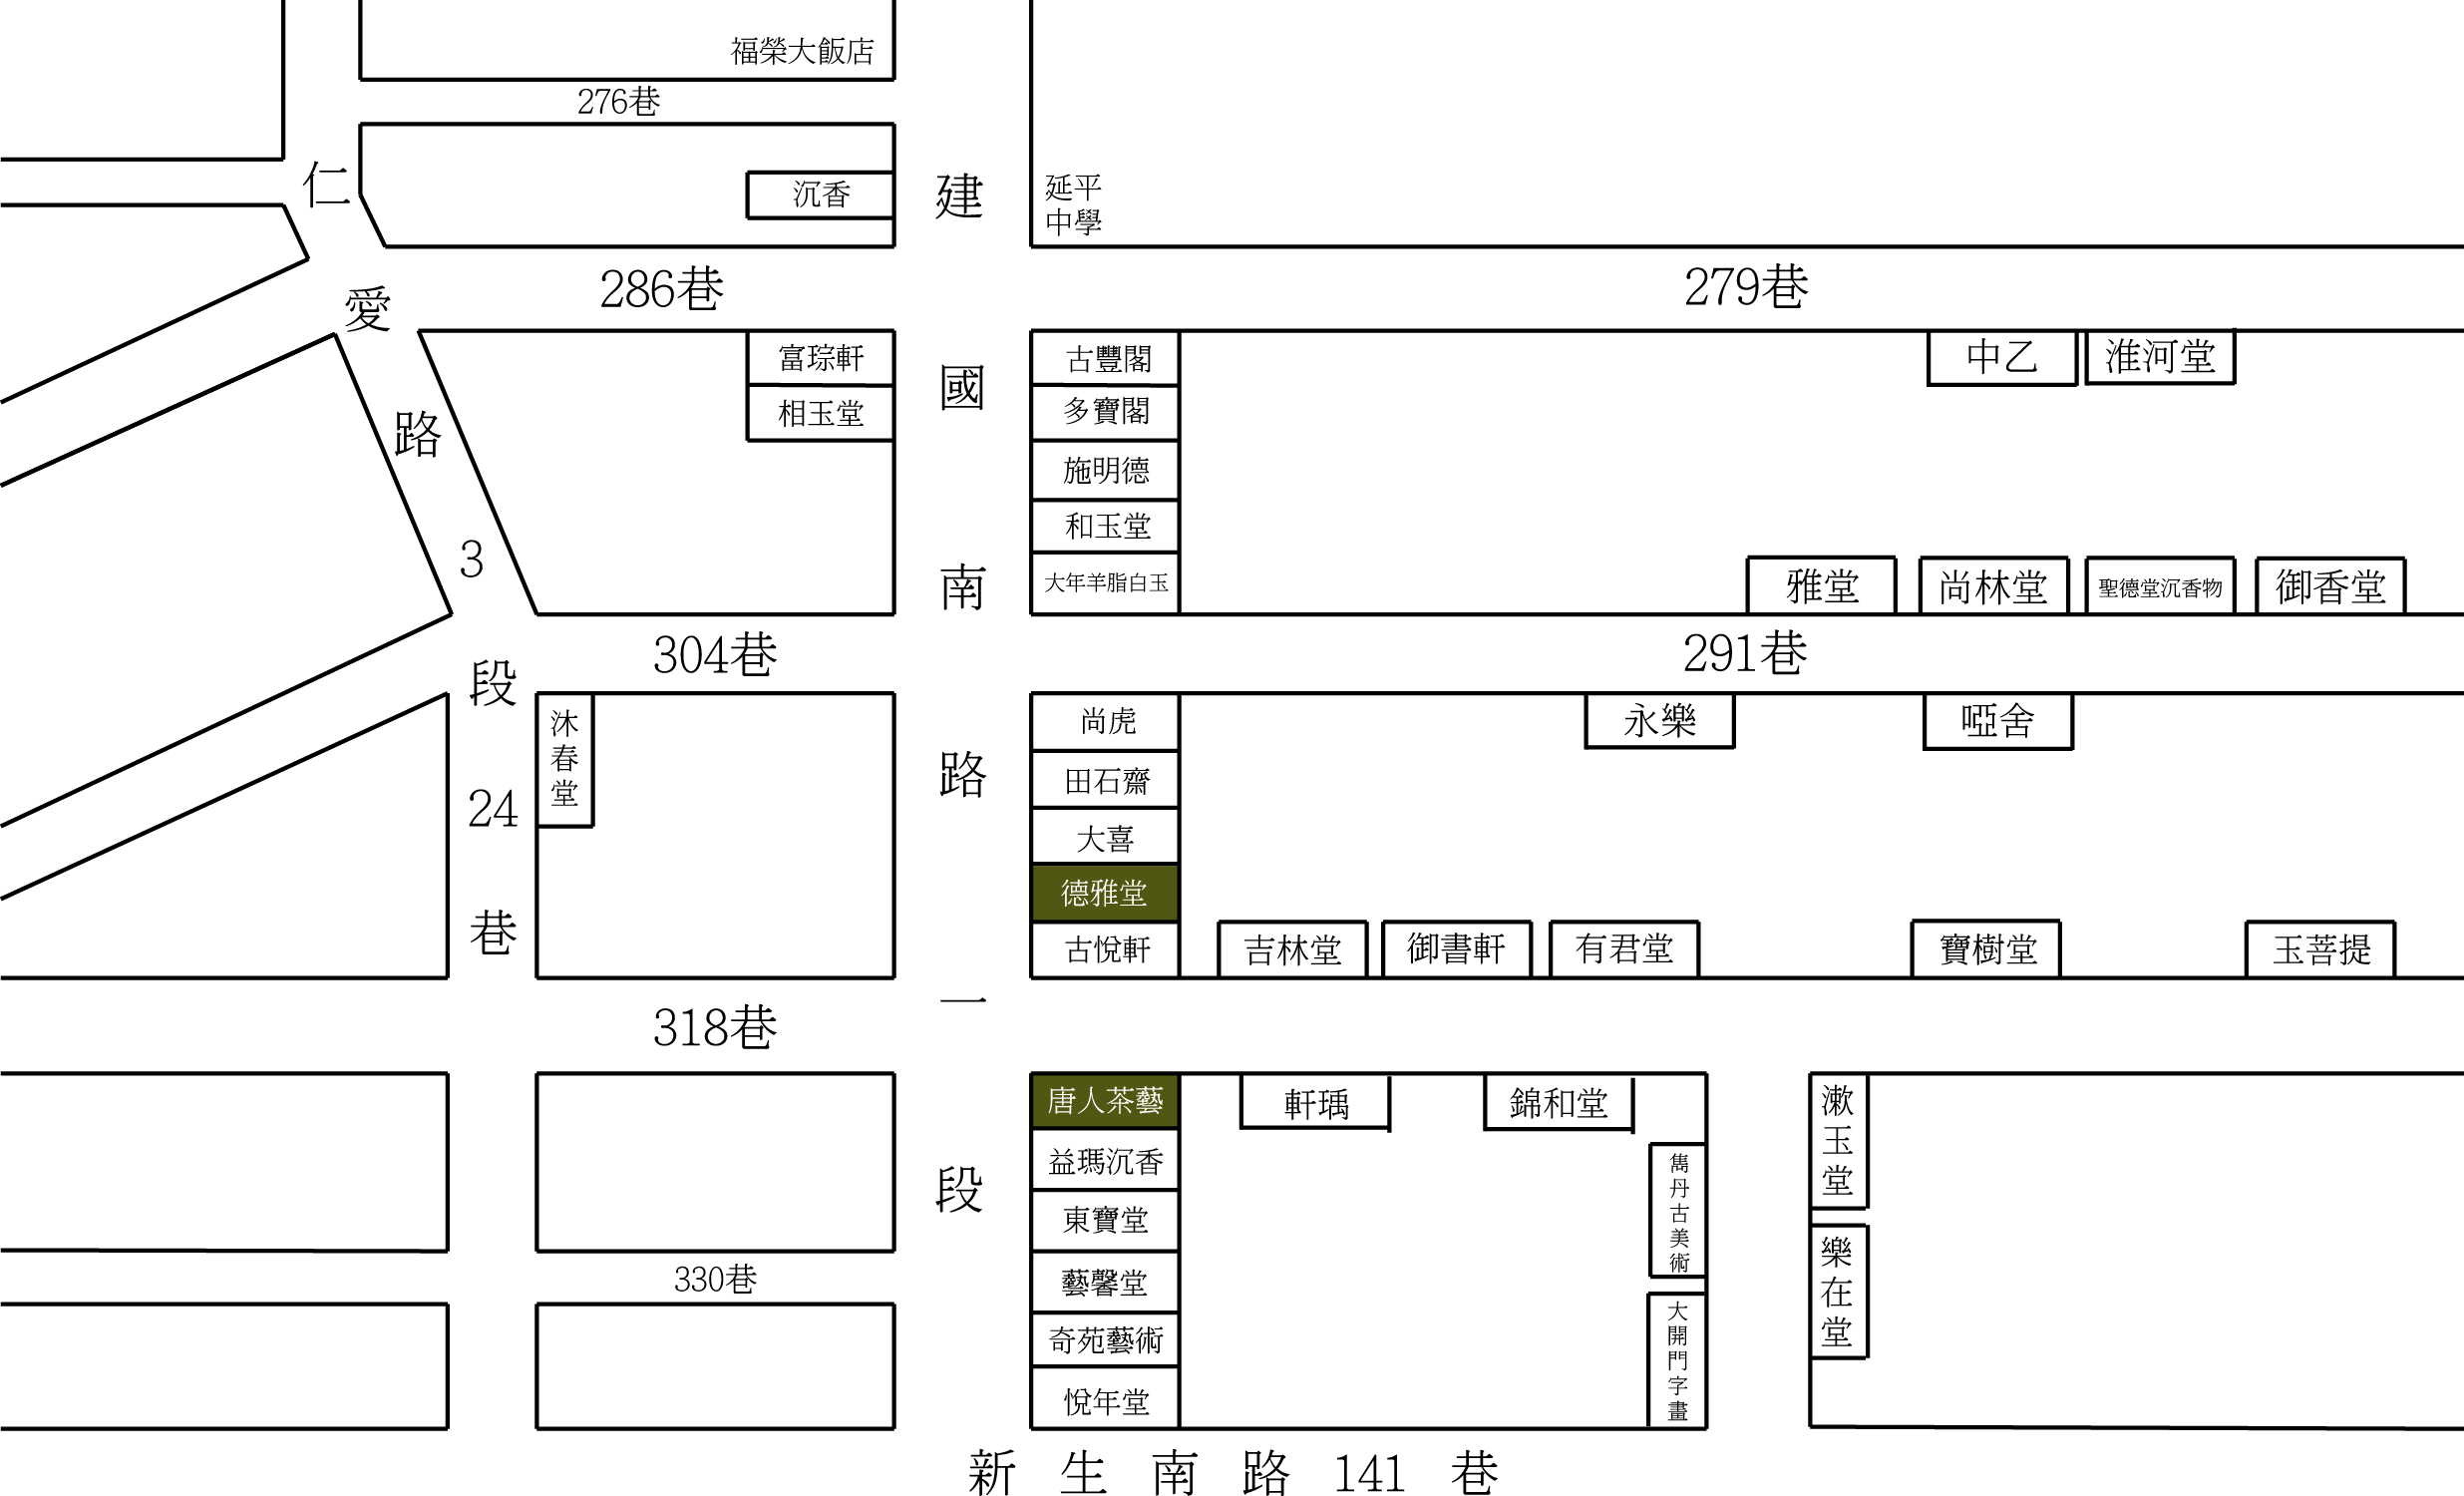 福榮大飯店
276巷
沉香
延平
中學
286巷
279巷
富琮軒
相玉堂
古豐閣
多寶閣
施明德
和玉堂
大年羊脂白玉
中乙
淮河堂
雅堂
尚林堂
聖德堂沉香物
御香堂
304巷
291巷
沐春堂
尚虎
田石齋
大喜
德雅堂
古悅軒
永樂
啞舍
吉林堂
御書軒
有君堂
寶樹堂
玉菩提
318巷
唐人茶藝
益瑪沉香
東寶堂
藝馨堂
奇苑藝術
悅年堂
軒瑀
錦和堂
雋丹古美術
大開門字畫
漱玉堂
樂在堂
330巷
仁愛路3段24巷
建國南路一段
新生南路141巷